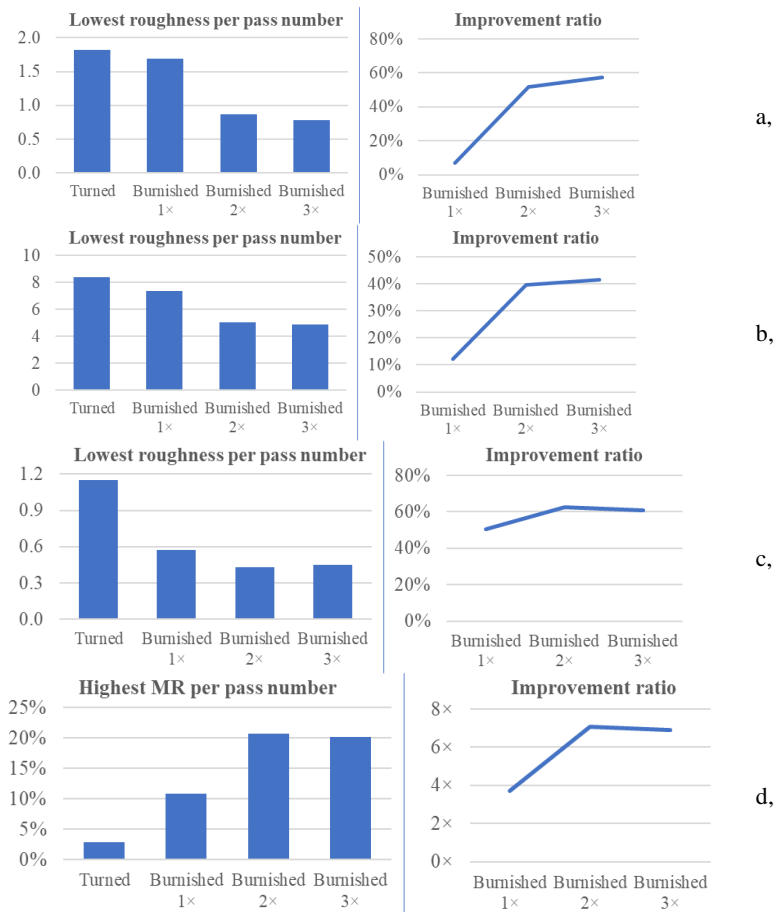 Lowest roughness per pass number
2.0
1.5
1.0
0.5
0.0
Turned
Burnished
1×
Burnished
2×
Burnished
3×
Improvement ratio
80%
60%
40%
20%
0%
Burnished
1×
Burnished
2×
Burnished
3×
a,
Lowest roughness per pass number
10
8
6
4
2
0
Turned
Burnished
1×
Burnished
2×
Burnished
3×
Improvement ratio
50%
40%
30%
20%
10%
0%
Burnished
1×
Burnished
2×
Burnished
3×
b,
Lowest roughness per pass number
1.2
0.9
0.6
0.3
0.0
Turned
Burnished
1×
Burnished
2×
Burnished
3×
Improvement ratio
80%
60%
40%
20%
0%
Burnished
1×
Burnished
2×
Burnished
3×
c,
Highest MR per pass number
25%
20%
15%
10%
5%
0%
Turned
Burnished
1×
Burnished
2×
Burnished
3×
Improvement ratio
8×
6×
4×
2×
0×
Burnished
1×
Burnished
2×
Burnished
3×
d,